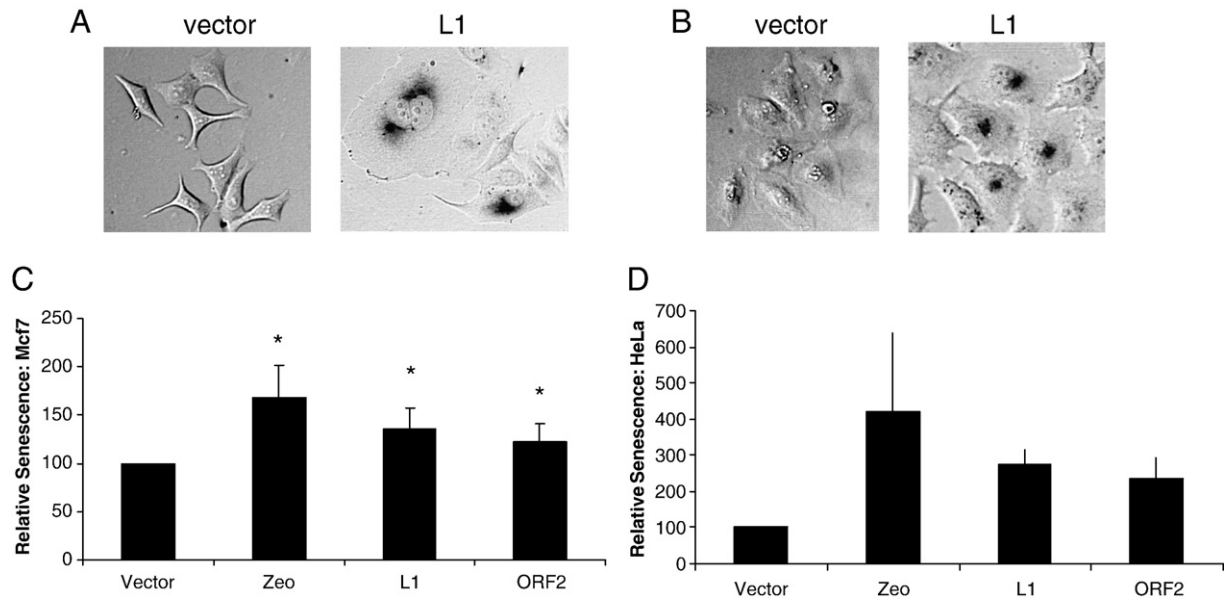 A
vector
L1
B
vector
L1
C
Relative Senescence: Mcf7
250
200
150
100
50
0
*
*
*
Vector
Zeo
L1
ORF2
D
Relative Senescence: HeLa
700
600
500
400
300
200
100
0
Vector
Zeo
L1
ORF2